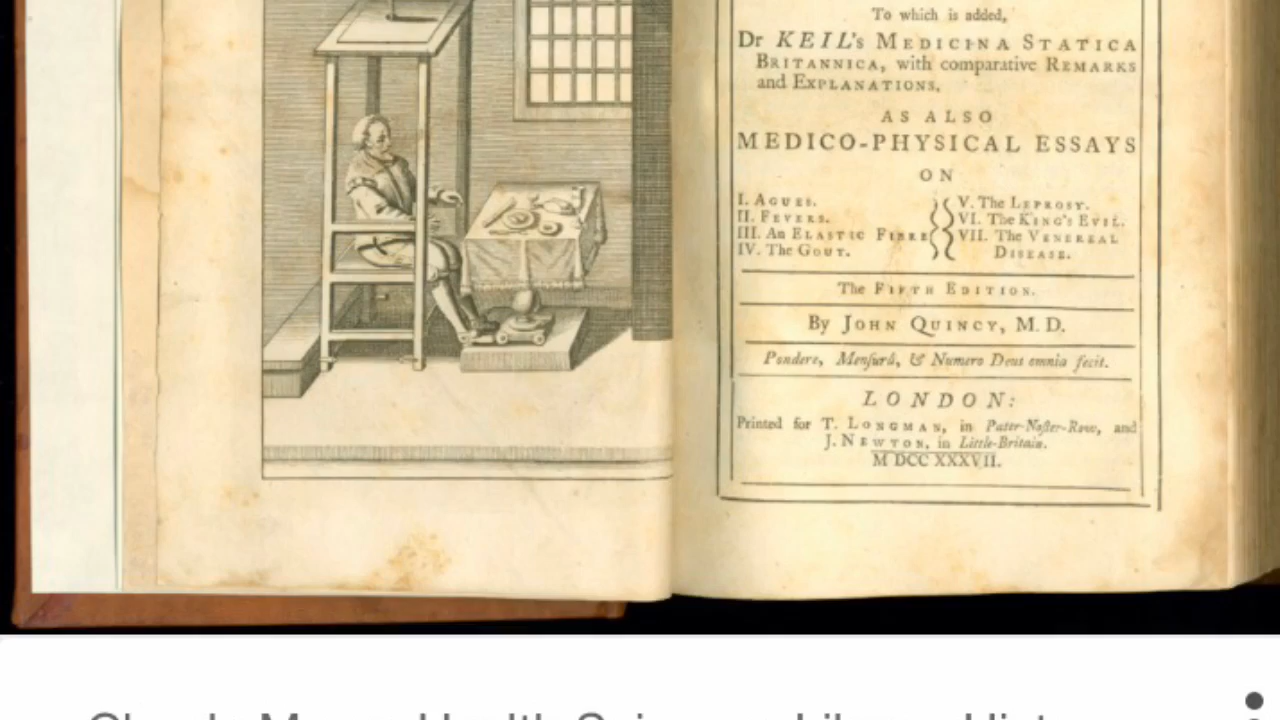 To which is added,
Dr KEIL's MEDICINA STATICA
BRITANNICA, with comparative REMARKS
and EXPLANATIONS.
AS ALSO
MEDICO-PHYSICAL ESSAYS
ON
I. AGUES.
II. FEVERS.
III. An ELASTIC FIBRE
IV. The GOUT.
V. The LEPROSY.
VI. The KING'S EVIL.
VII. The VENEREAL
DISEASE.
The FIFTH EDITION.
By JOHN QUINCY, M.D.
Pondere, Mensurâ, & Numero Deus omnia fecit.
LONDON:
Printed for T. LONGMAN, in Pater-Noster-Row, and
J. NEWTON, in Little-Britain.
M DCC XXXVII.
Health